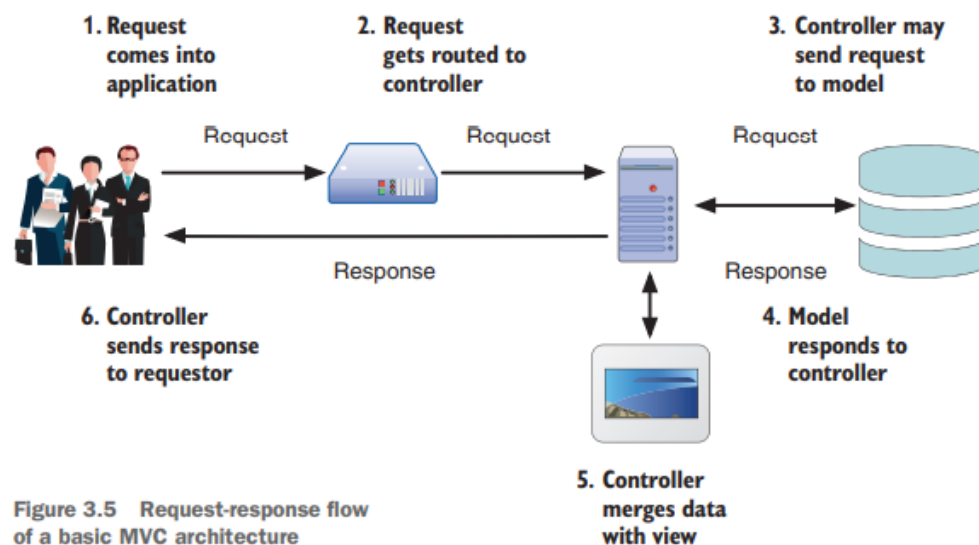 1. Request
comes into
application
2. Request
gets routed to
controller
3. Controller may
send request
to model
Request
Request
Request
Response
Response
6. Controller
sends response
to requestor
4. Model
responds to
controller
5. Controller
merges data
with view
Figure 3.5 Request-response flow
of a basic MVC architecture